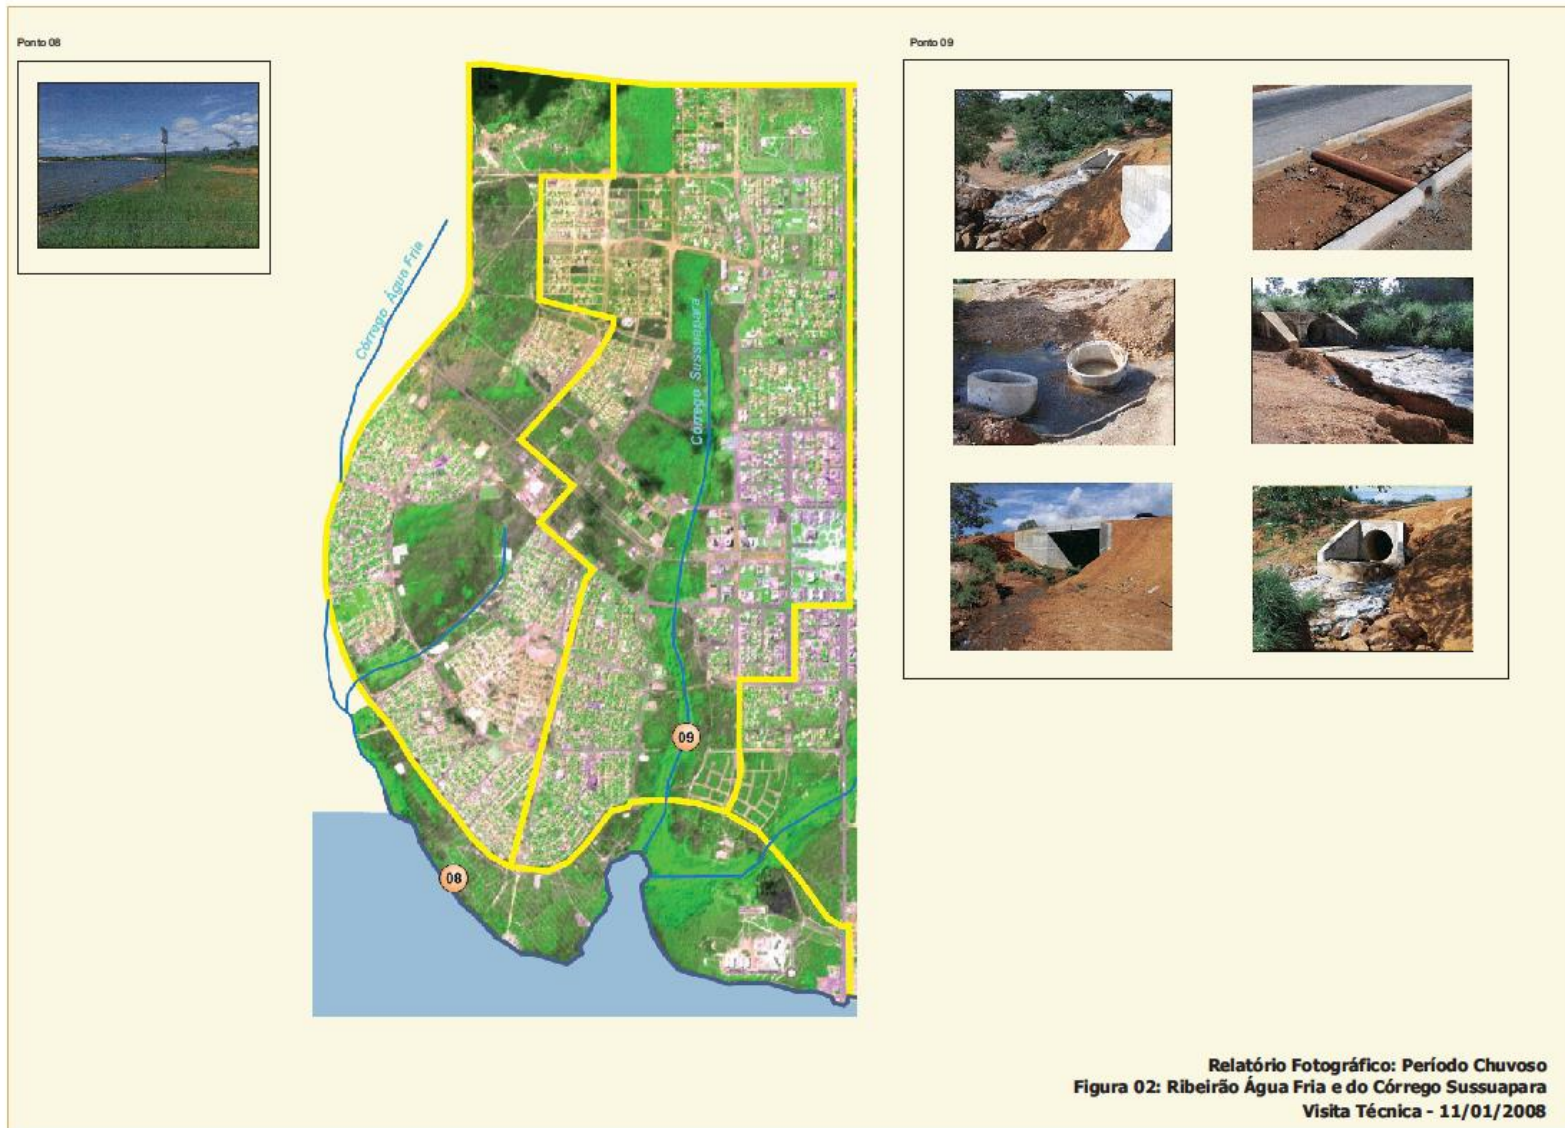 Ponto 08
Ponto 09
Córrego Água Fria
Córrego Sussuapara
09
08
Relatório Fotográfico: Período Chuvoso
Figura 02: Ribeirão Água Fria e do Córrego Sussuapara
Visita Técnica - 11/01/2008